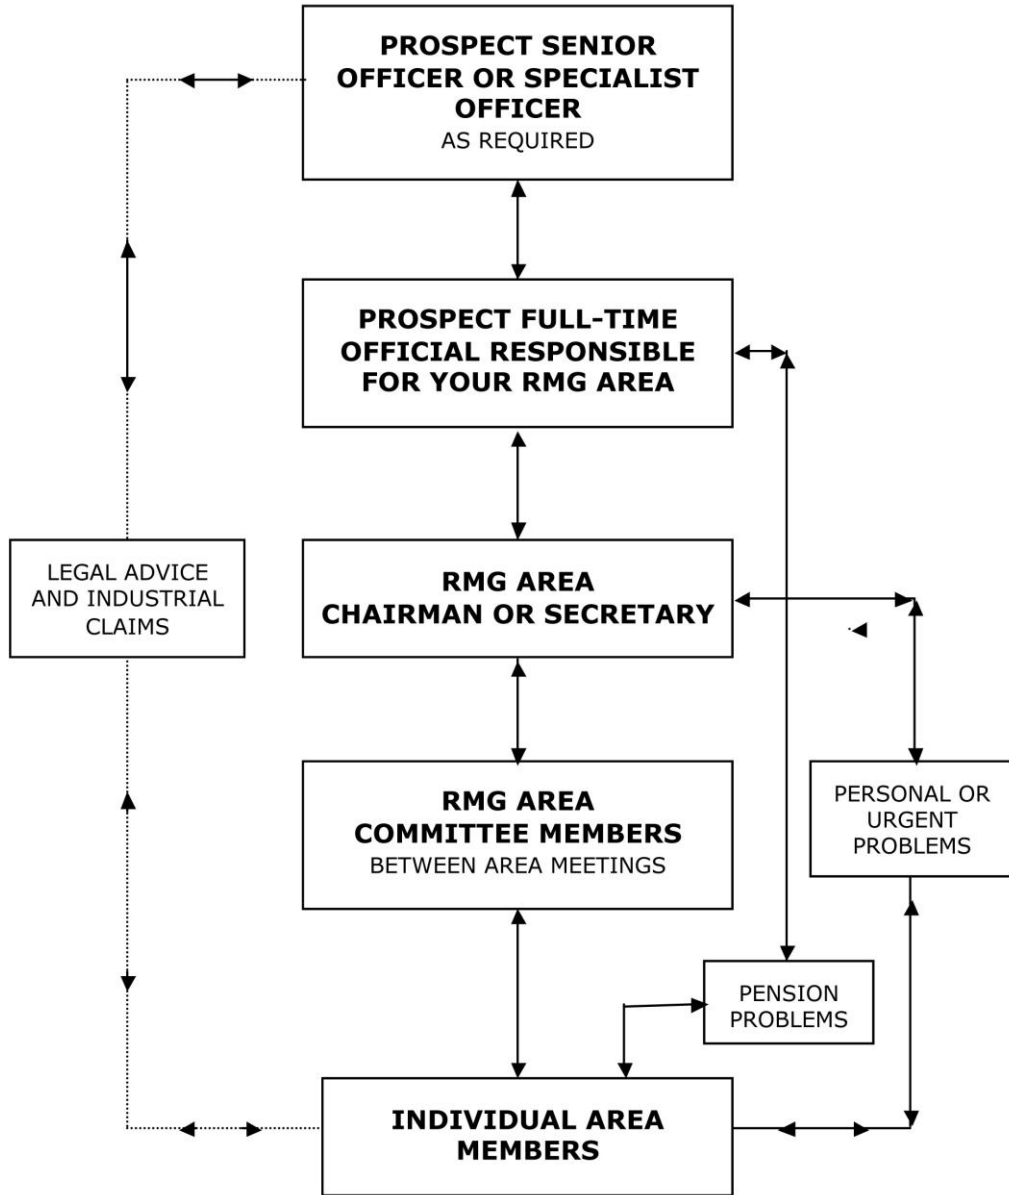 PROSPECT SENIOR
OFFICER OR SPECIALIST
OFFICER
AS REQUIRED
PROSPECT FULL-TIME
OFFICIAL RESPONSIBLE
FOR YOUR RMG AREA
LEGAL ADVICE
AND INDUSTRIAL
CLAIMS
RMG AREA
CHAIRMAN OR SECRETARY
RMG AREA
COMMITTEE MEMBERS
BETWEEN AREA MEETINGS
PERSONAL OR
URGENT
PROBLEMS
PENSION
PROBLEMS
INDIVIDUAL AREA
MEMBERS